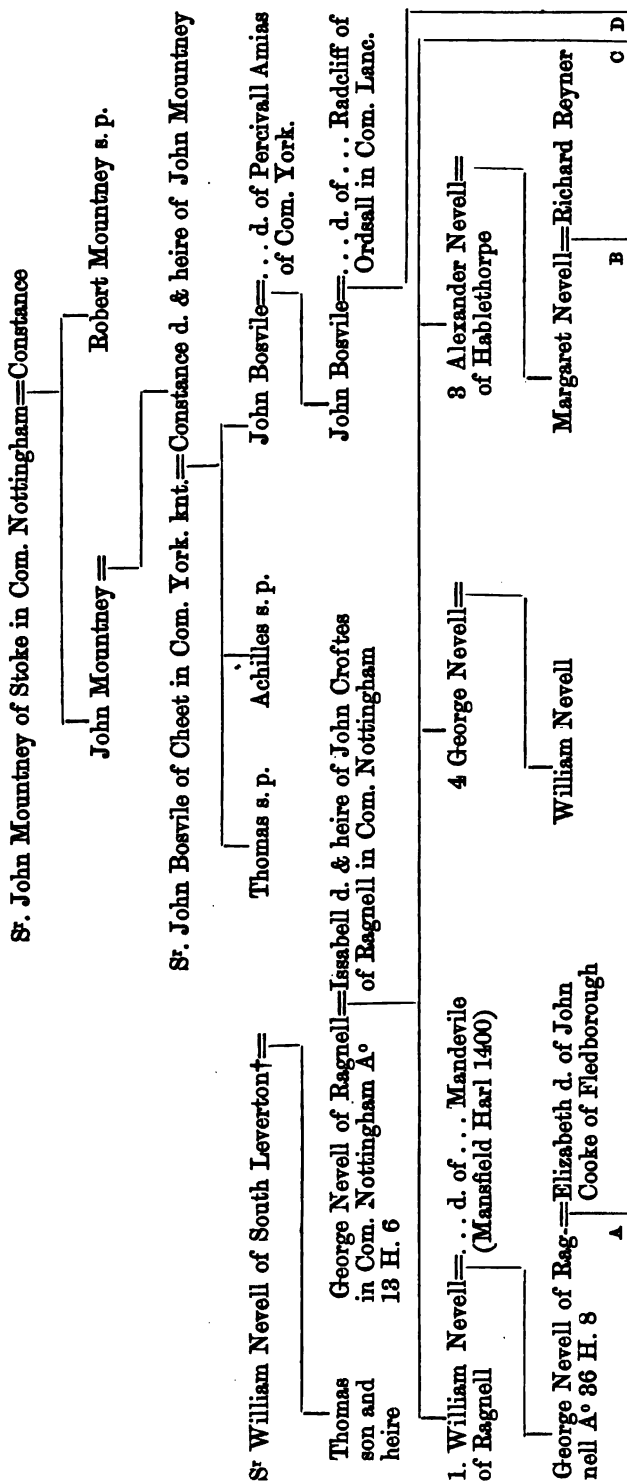 Sr. John Mountney of Stoke in Com. Nottingham=Constance
John Mountney=
Robert Mountney s. p.
Sr. John Bosvile of Cheet in Com. York. knt.=Constance d. & heire of John Mountney
Thomas s. p.
Achilles s. p.
John Bosvile=... d. of Percivall Amias
of Com. York.
John Bosvile=... d. of ... Radcliff of
Ordsall in Com. Lanc.
Sr William Nevell of South Leverton†=
Thomas
son and
heire
George Nevell of Ragnell=Issabell d. & heire of John Croftes
in Com. Nottingham Ao
of Ragnell in Com. Nottingham
13 H. 6
1. William Nevell=... d. of ... Mandevile
of Ragnell
(Mansfield Harl 1400)
4 George Nevell=
3 Alexander Nevell=
of Hablethorpe
George Nevell of Rag-=Elizabeth d. of John
nell Ao 36 H. 8
Cooke of Fledborough
William Nevell
Margaret Nevell=Richard Reyner
A
B
C
D